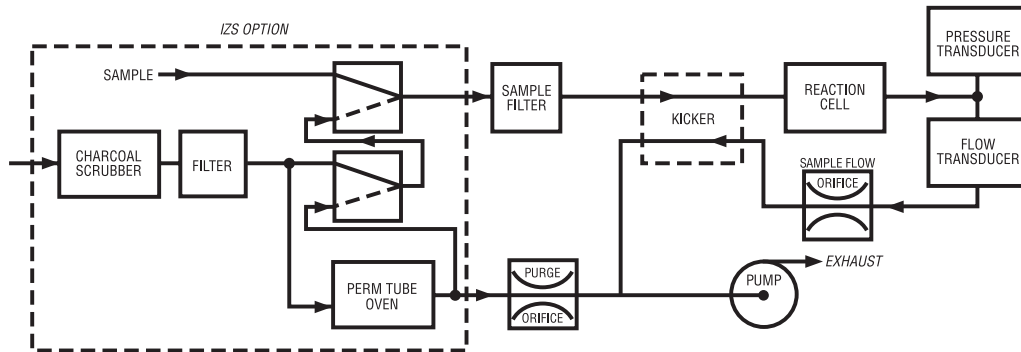 IZS OPTION
PRESSURE
TRANSDUCER
SAMPLE
SAMPLE
FILTER
REACTION
CELL
KICKER
CHARCOAL
SCRUBBER
FILTER
FLOW
TRANSDUCER
SAMPLE FLOW
ORIFICE
EXHAUST
PERM TUBE
OVEN
PURGE
ORIFICE
PUMP